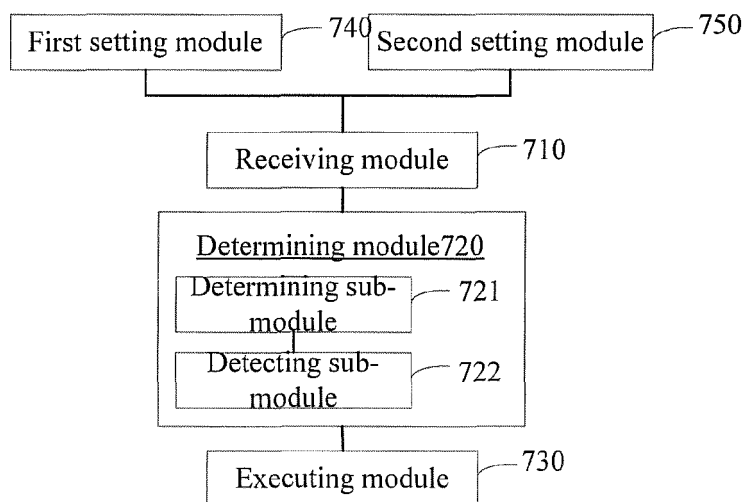 First setting module
740
Second setting module
750
Receiving module
710
Determining module720
Determining sub-
module
721
Detecting sub-
module
722
Executing module
730